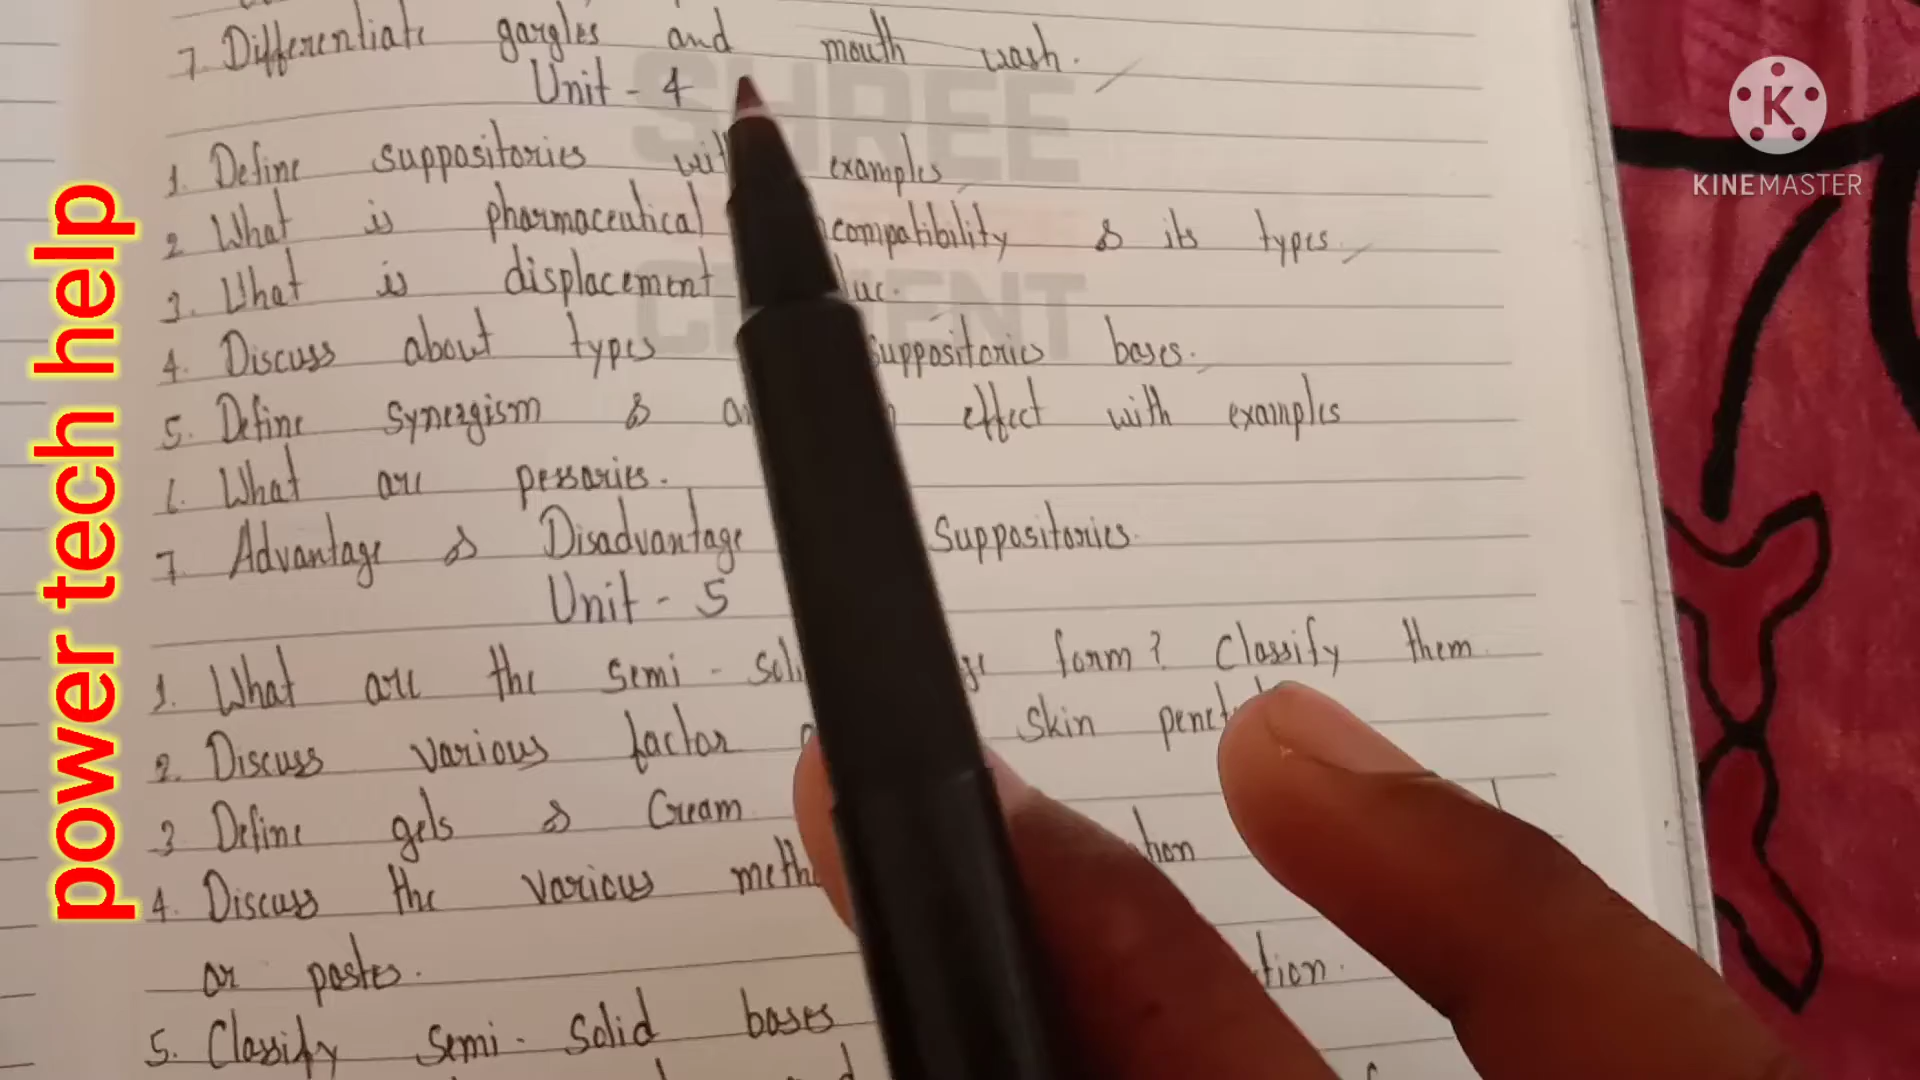 7. Differentiate gargles and mouth wash.
Unit - 4
1. Define suppositories examples
2. What is pharmaceutical & its types
3. What is displacement
4. Discuss about types suppositories bases.
5. Define synergism & effect with examples
6. What are pessaries.
7. Advantage & Disadvantage Suppositories.
Unit - 5
1. What are the semi - form? Classify them
2. Discuss various factor skin
3 Define gels & Cream
4. Discuss the various
or pastes.
5. Classify semi - solid bases
SHREE
CEMENT
power tech help
K
KINEMASTER